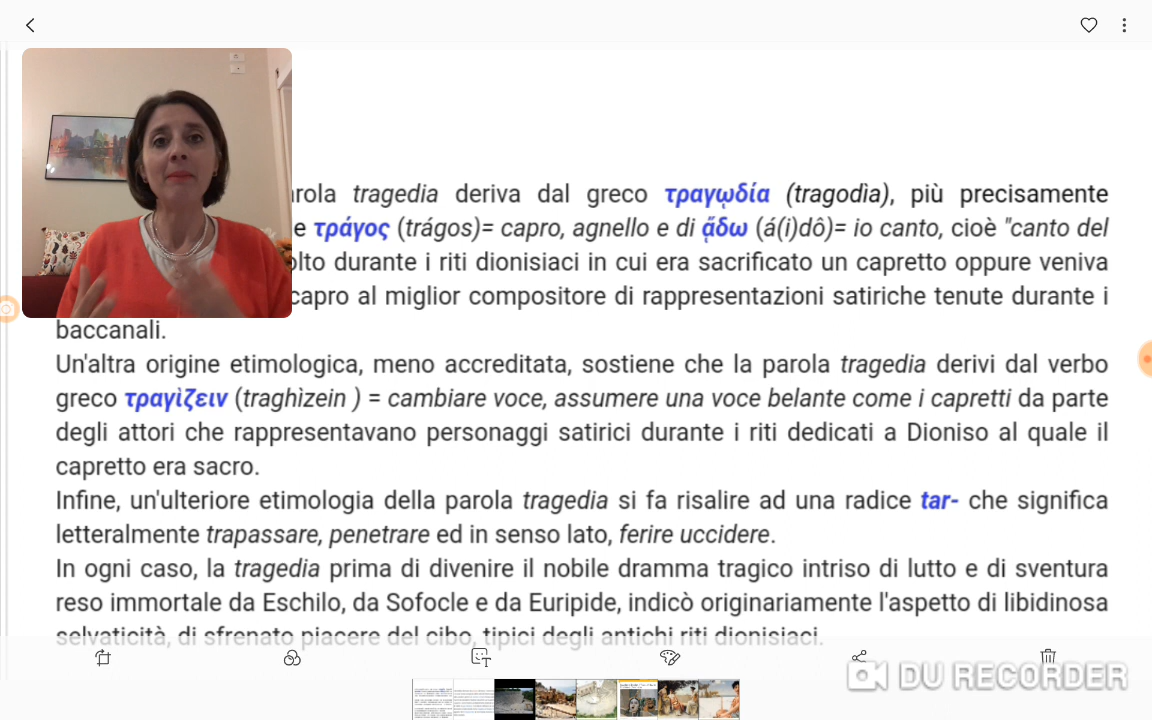 rola tragedia deriva dal greco τραγῳδία (tragodìa), più precisamente
e τράγος (trágos)= capro, agnello e di ᾄδω (á(i)dô)= io canto, cioè "canto del
olto durante i riti dionisiaci in cui era sacrificato un capretto oppure veniva
capro al miglior compositore di rappresentazioni satiriche tenute durante i
baccanali.
Un'altra origine etimologica, meno accreditata, sostiene che la parola tragedia derivi dal verbo
greco τραγὶζειν (traghìzein ) = cambiare voce, assumere una voce belante come i capretti da parte
degli attori che rappresentavano personaggi satirici durante i riti dedicati a Dioniso al quale il
capretto era sacro.
Infine, un'ulteriore etimologia della parola tragedia si fa risalire ad una radice tar- che significa
letteralmente trapassare, penetrare ed in senso lato, ferire uccidere.
In ogni caso, la tragedia prima di divenire il nobile dramma tragico intriso di lutto e di sventura
reso immortale da Eschilo, da Sofocle e da Euripide, indicò originariamente l'aspetto di libidinosa
selvaticità, di sfrenato piacere del cibo, tipici degli antichi riti dionisiaci.
DU RECORDER